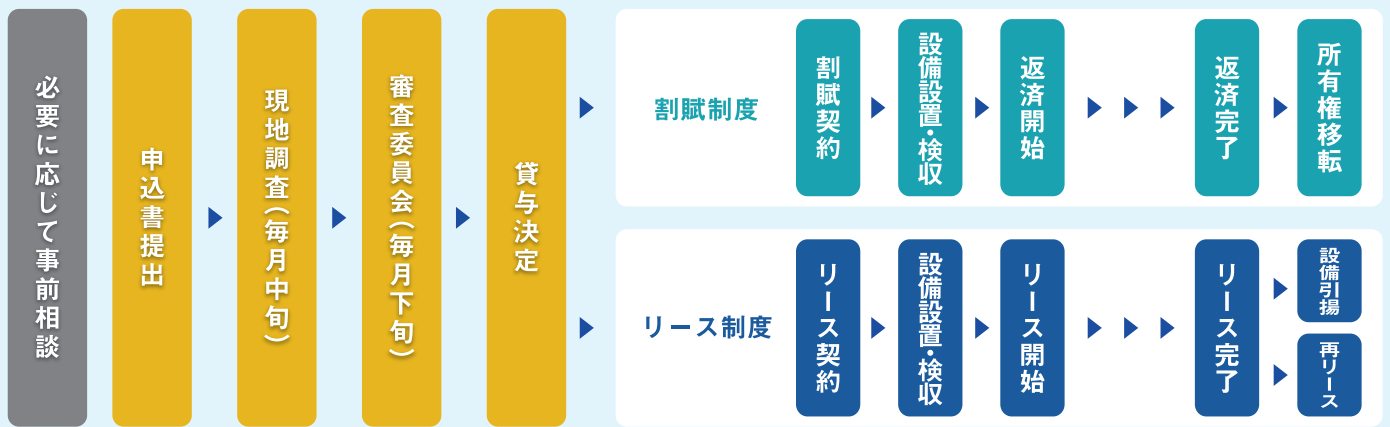 必要に応じて事前相談
申込書提出
現地調査(毎月中旬)
審査委員会(毎月下旬)
貸与決定
割賦制度
割賦契約
設備設置・検収
返済開始
返済完了
所有権移転
リース制度
リース契約
設備設置・検収
リース開始
リース完了
設備引揚
再リース